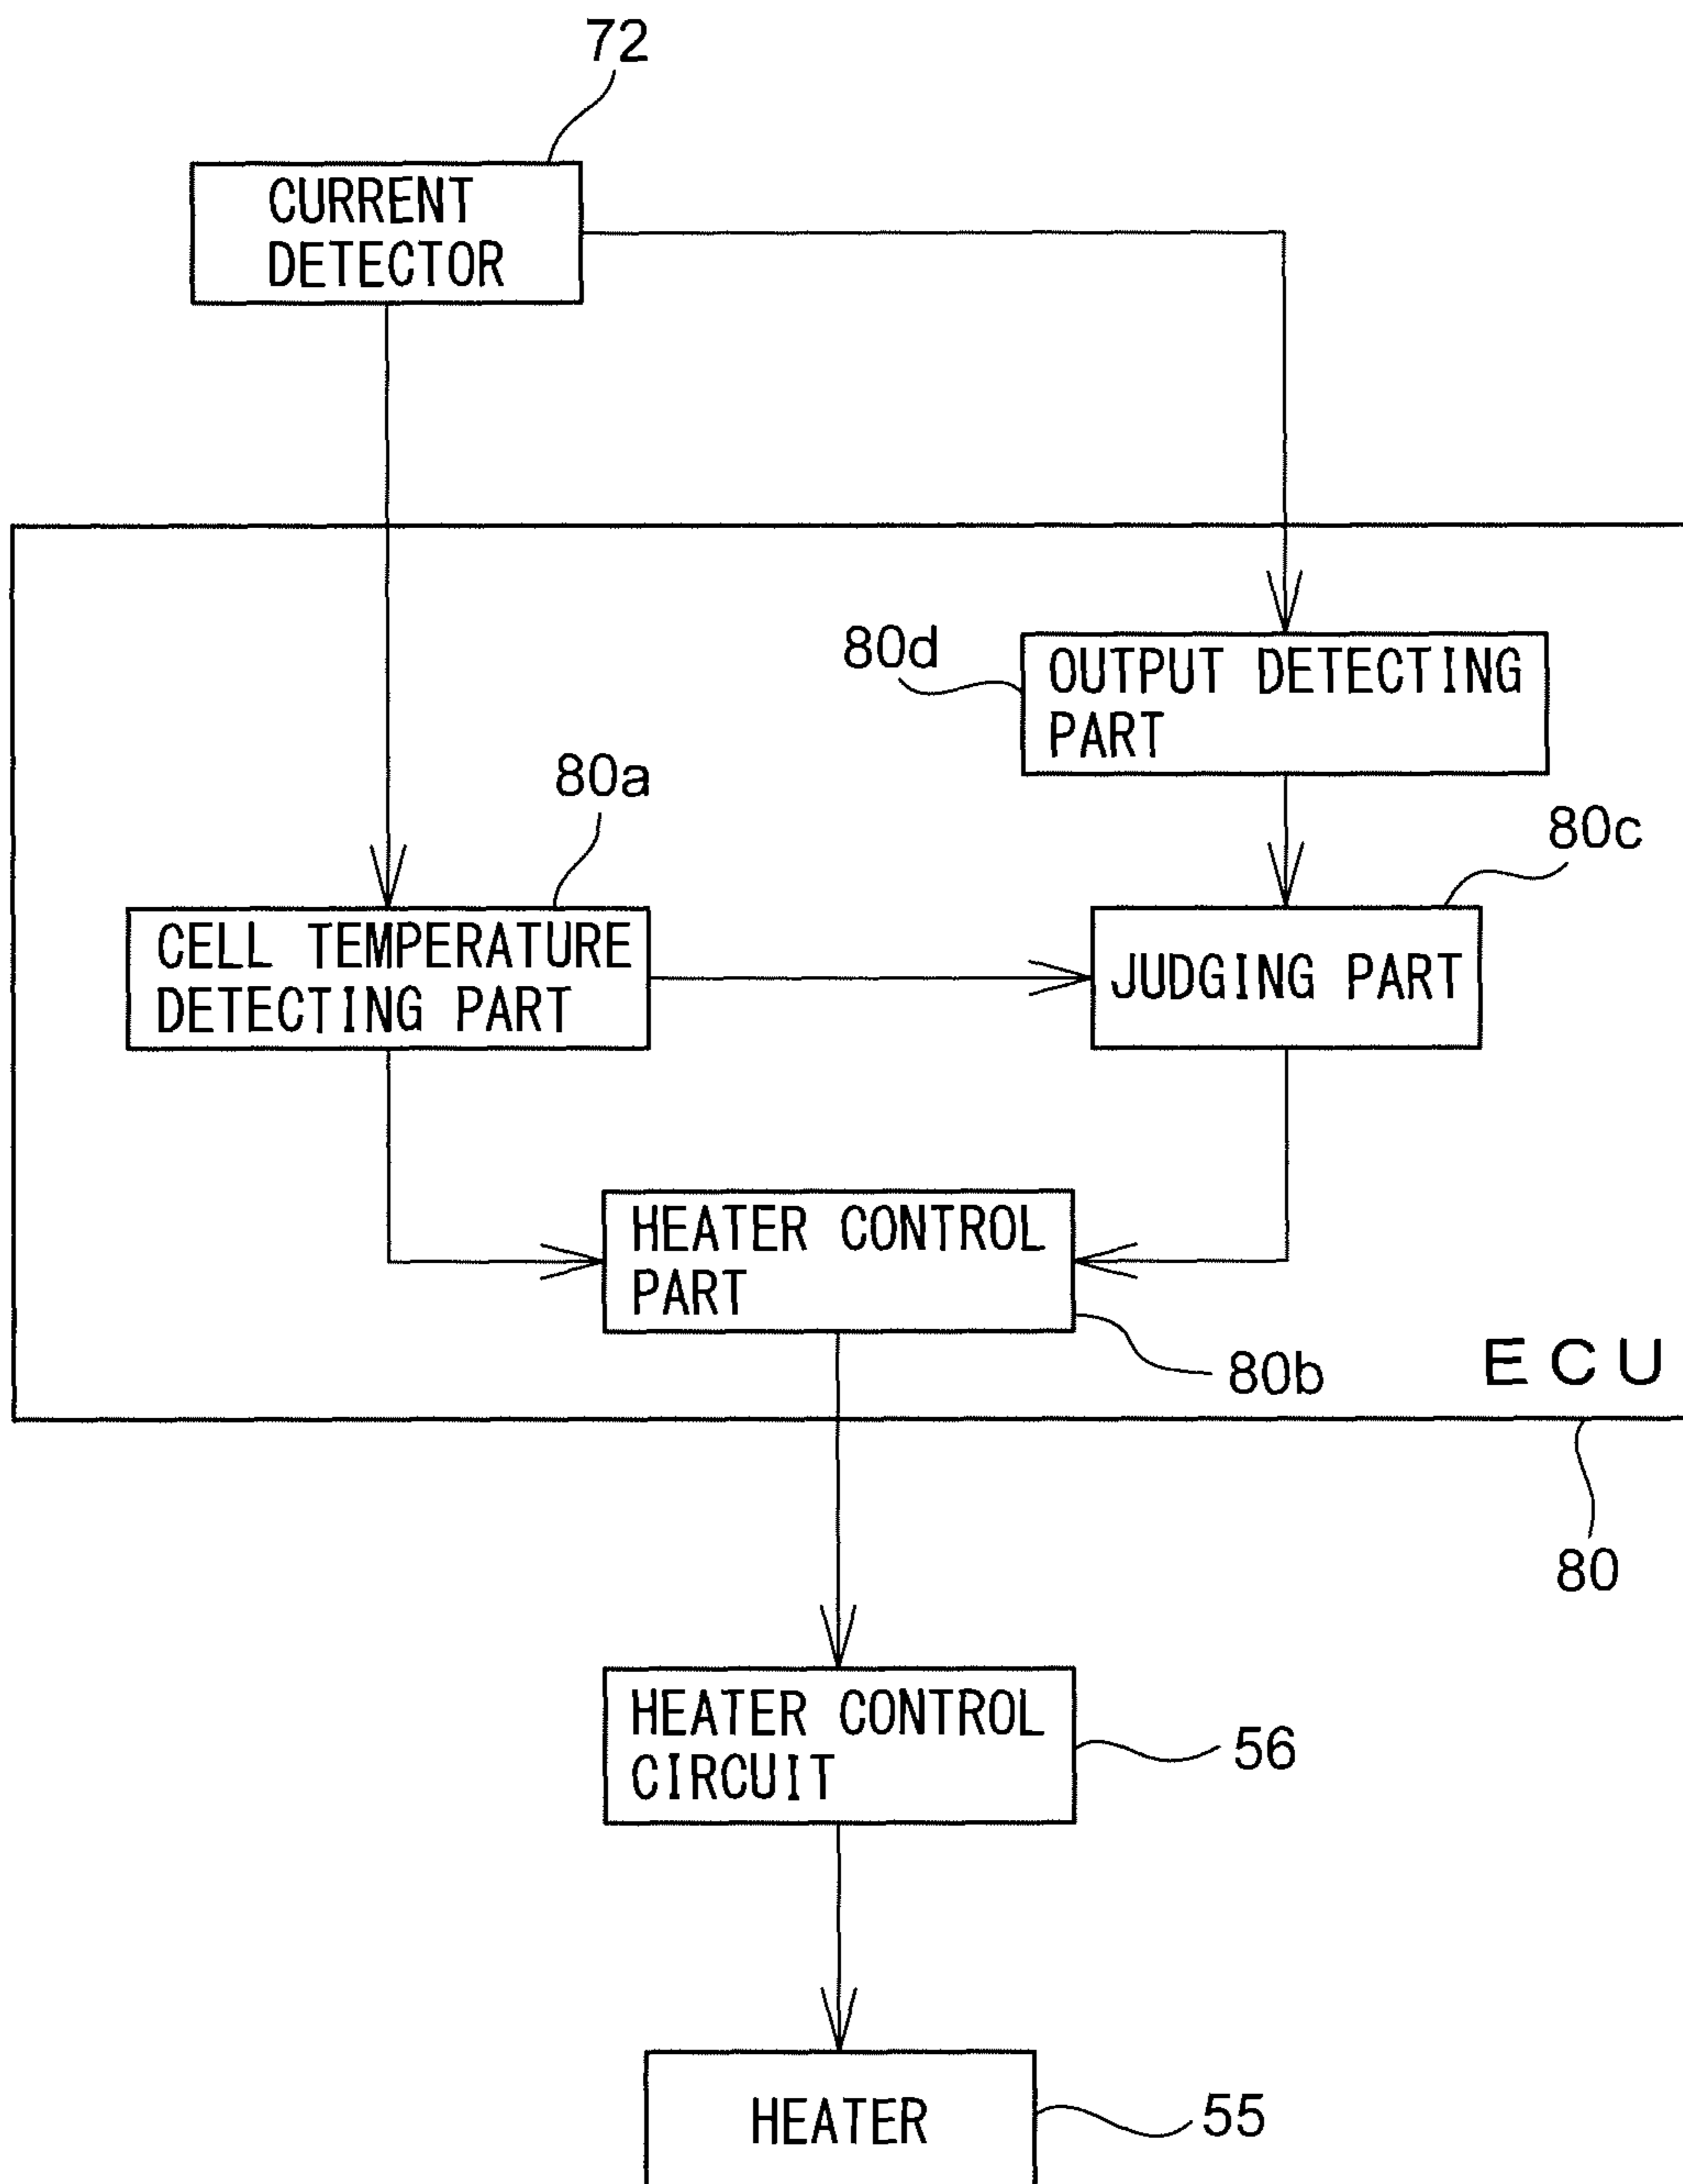 72
CURRENT
DETECTOR
80d
OUTPUT DETECTING
PART
80a
80c
CELL TEMPERATURE
DETECTING PART
JUDGING PART
HEATER CONTROL
PART
80b
ECU
80
HEATER CONTROL
CIRCUIT
56
HEATER
55